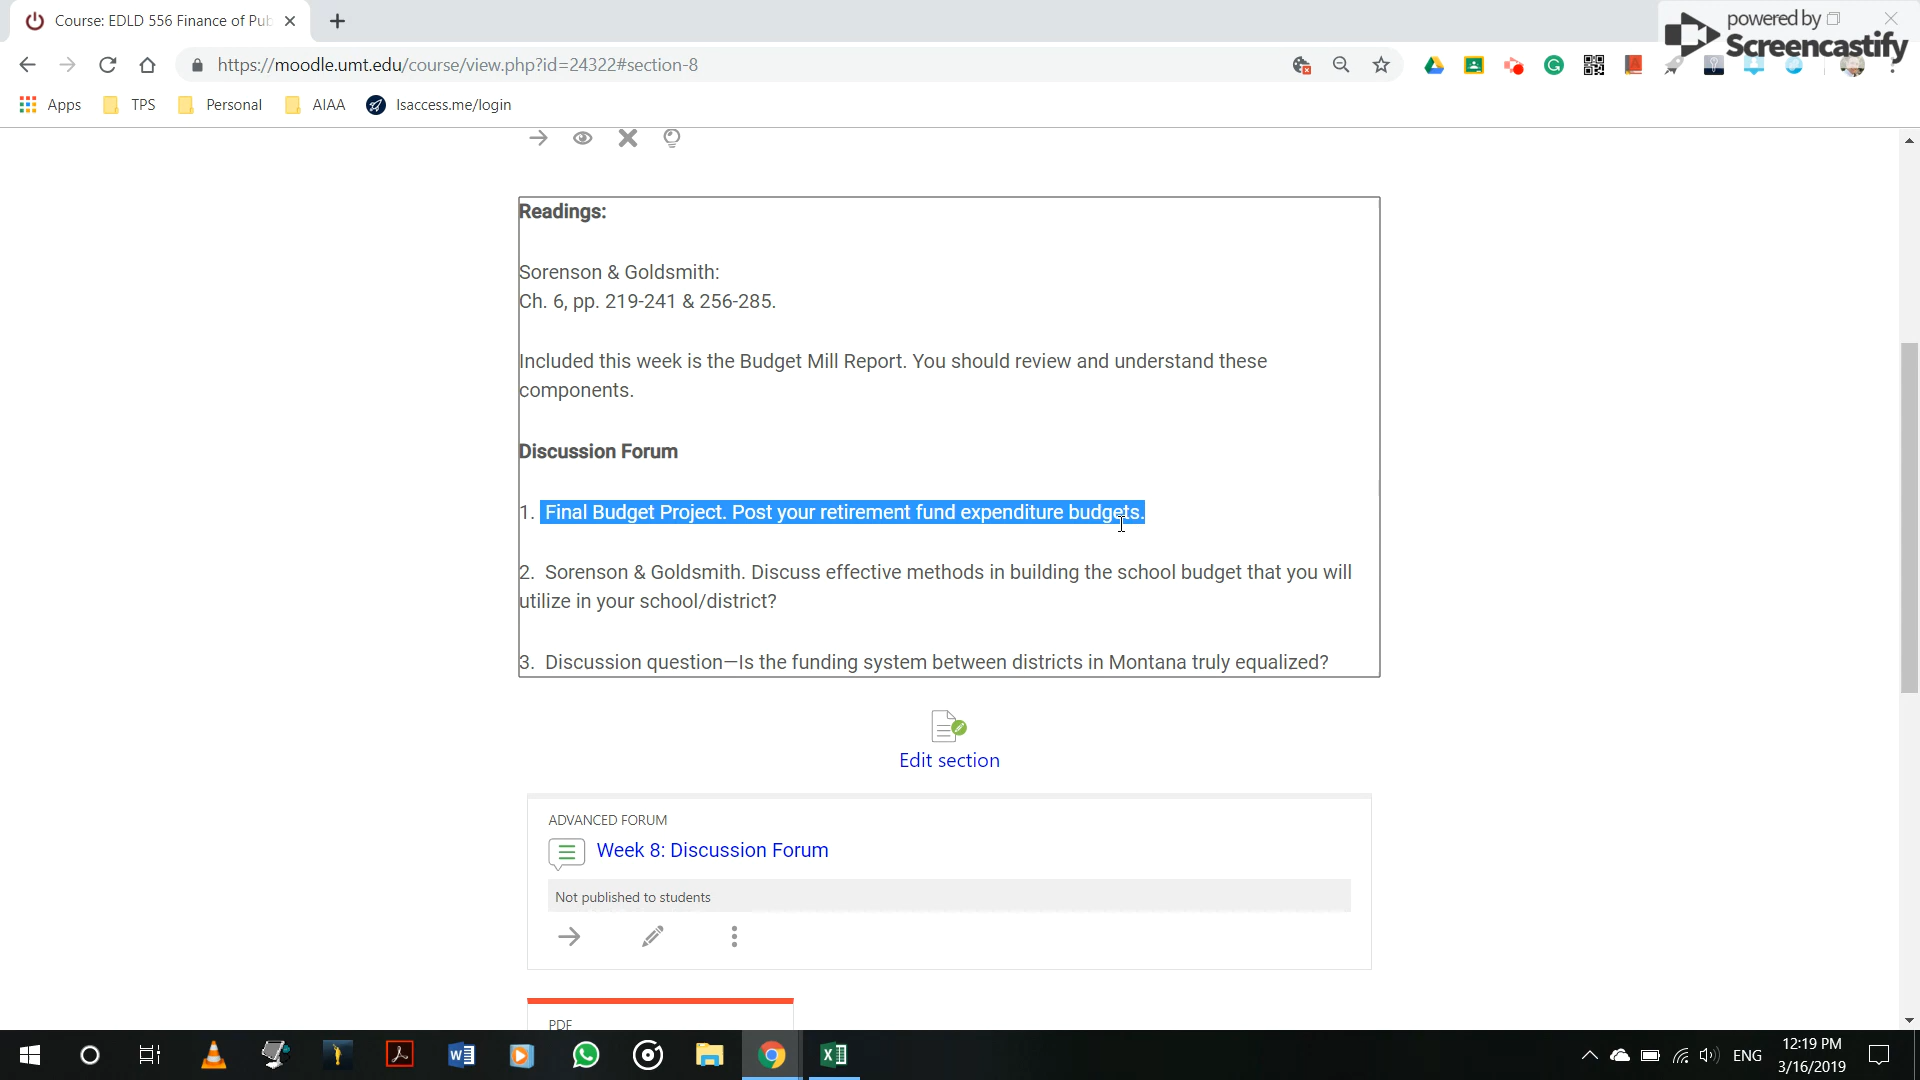 Course: EDLD 556 Finance of Pub
powered by
Screencastify
https://moodle.umt.edu/course/view.php?id=24322#section-8
Apps
TPS
Personal
AIAA
lsaccess.me/login
Readings:
Sorenson & Goldsmith:
Ch. 6, pp. 219-241 & 256-285.
Included this week is the Budget Mill Report. You should review and understand these
components.
Discussion Forum
1. Final Budget Project. Post your retirement fund expenditure budgets.
2. Sorenson & Goldsmith. Discuss effective methods in building the school budget that you will
utilize in your school/district?
3. Discussion question—Is the funding system between districts in Montana truly equalized?
Edit section
ADVANCED FORUM
Week 8: Discussion Forum
Not published to students
PDF
ENG
12:19 PM
3/16/2019